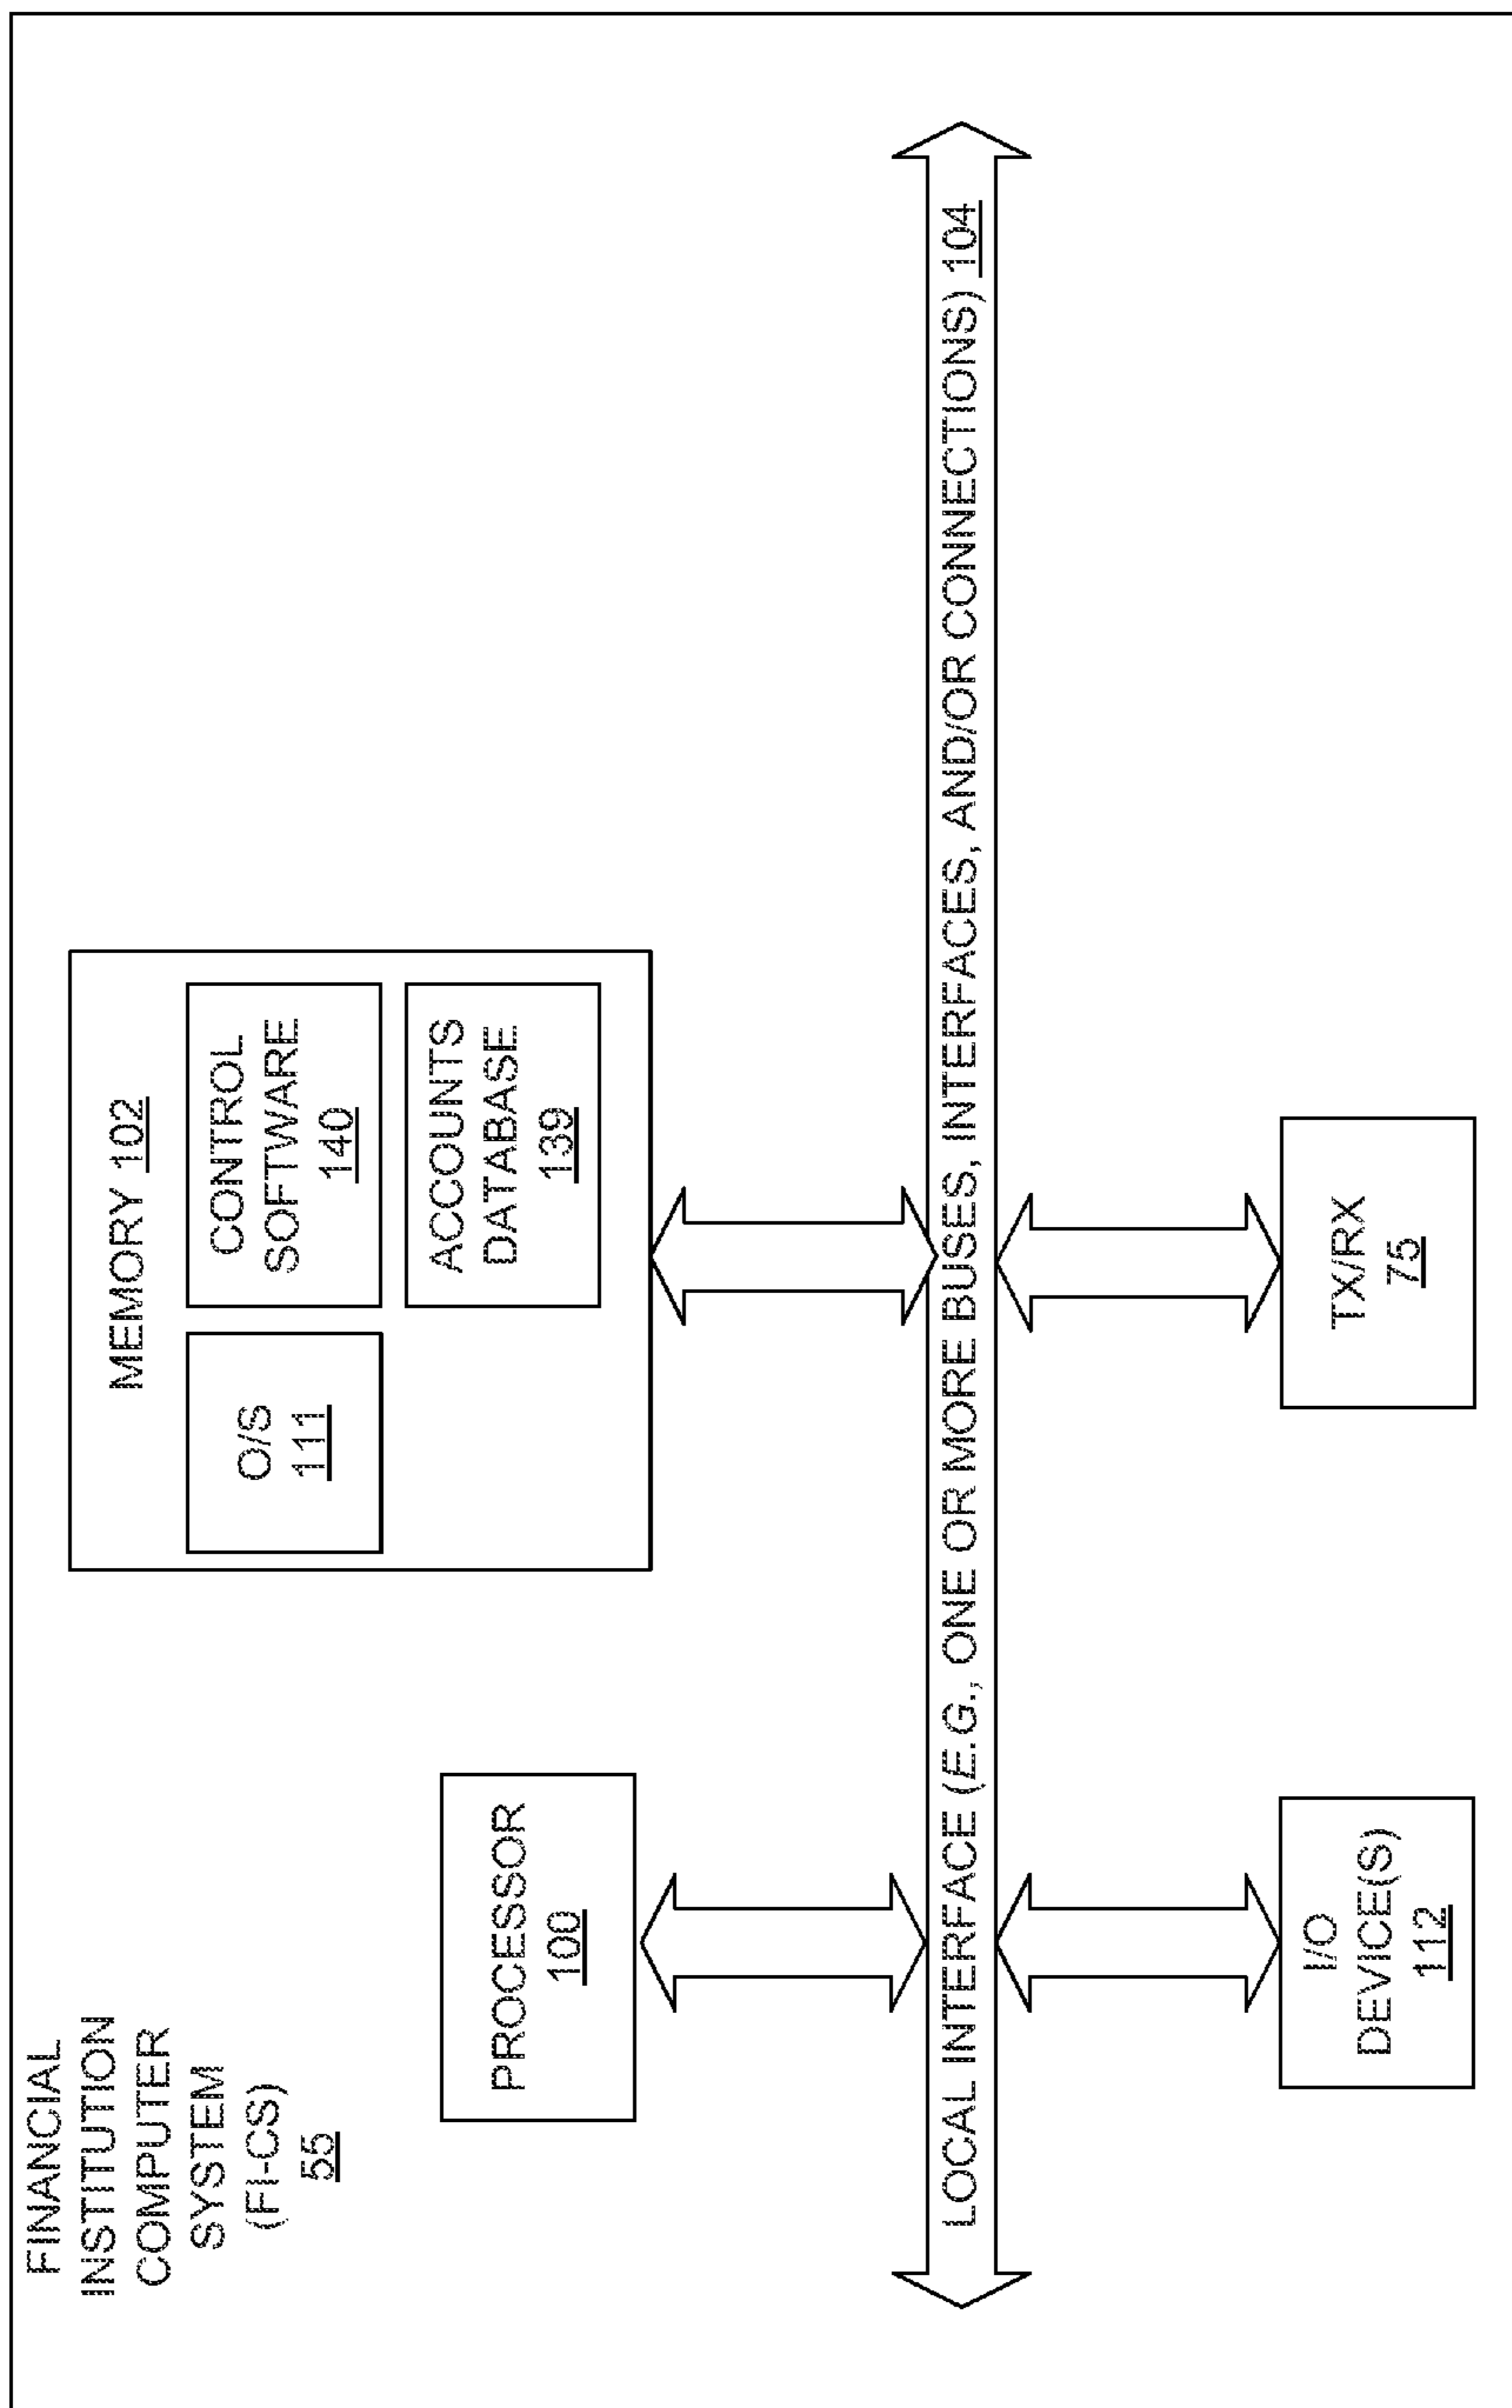 FINANCIAL
INSTITUTION
COMPUTER
SYSTEM
(FI-CS)
55
MEMORY 102
O/S
111
CONTROL
SOFTWARE
140
ACCOUNTS
DATABASE
139
PROCESSOR
100
LOCAL INTERFACE (E.G., ONE OR MORE BUSES, INTERFACES, AND/OR CONNECTIONS) 104
I/O
DEVICE(S)
112
TX/RX
75